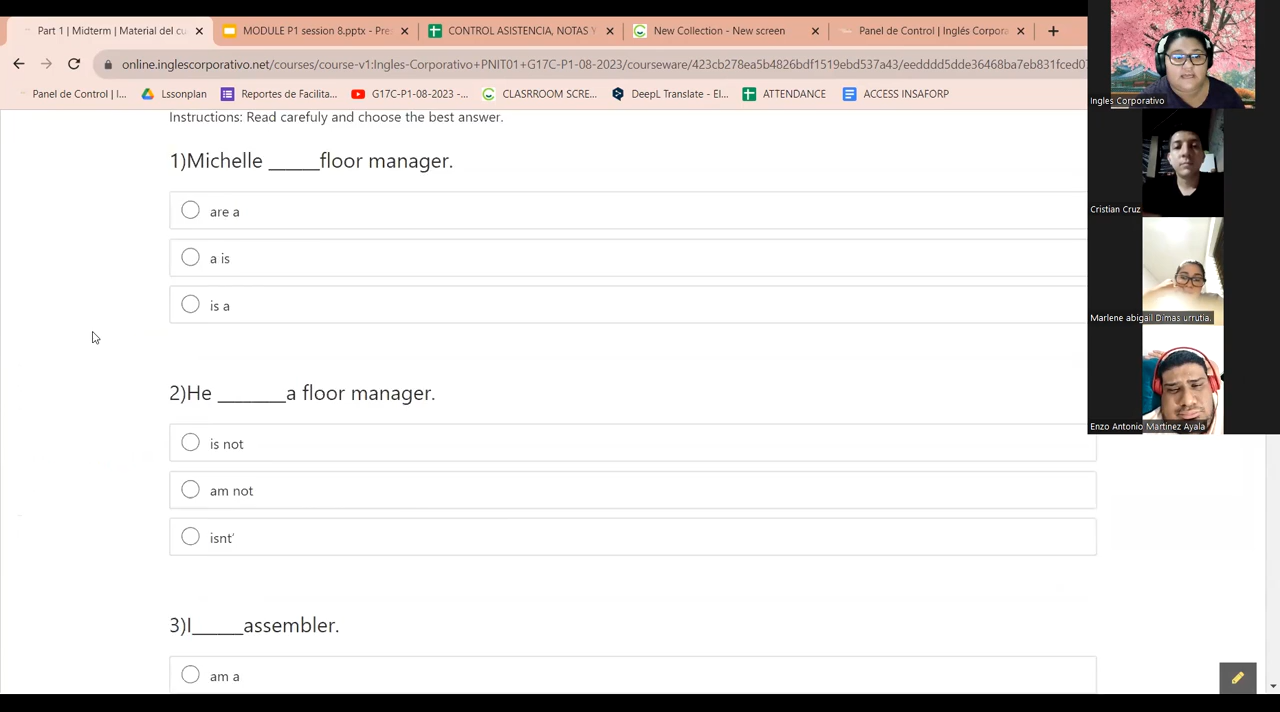 Part 1 | Midterm | Material del cu
MODULE P1 session 8.pptx - Pre
CONTROL ASISTENCIA, NOTAS Y
New Collection - New screen
Panel de Control | Inglés Corpora
online.inglescorporativo.net/courses/course-v1:Ingles-Corporativo+PMT01+G17C-P1-08-2023/courseware/423cb278ea5b4826bdf1519ebd537a43/eedddd5dde36468ba7eb831fced07
Panel de Control | I...
Lssonplan
Reportes de Facilita...
G17C-P1-08-2023 -...
CLASRROOM SCRE...
DeepL Translate - El...
ATTENDANCE
ACCESS INSAFORP
Instructions: Read carefuly and choose the best answer.
1)Michelle ______floor manager.
are a
a is
is a
2)He ________a floor manager.
is not
am not
isnt'
3)I______assembler.
am a
Ingles Corporativo
Cristian Cruz
Marlene abigail Dimas urrutia.
Enzo Antonio Martinez Ayala